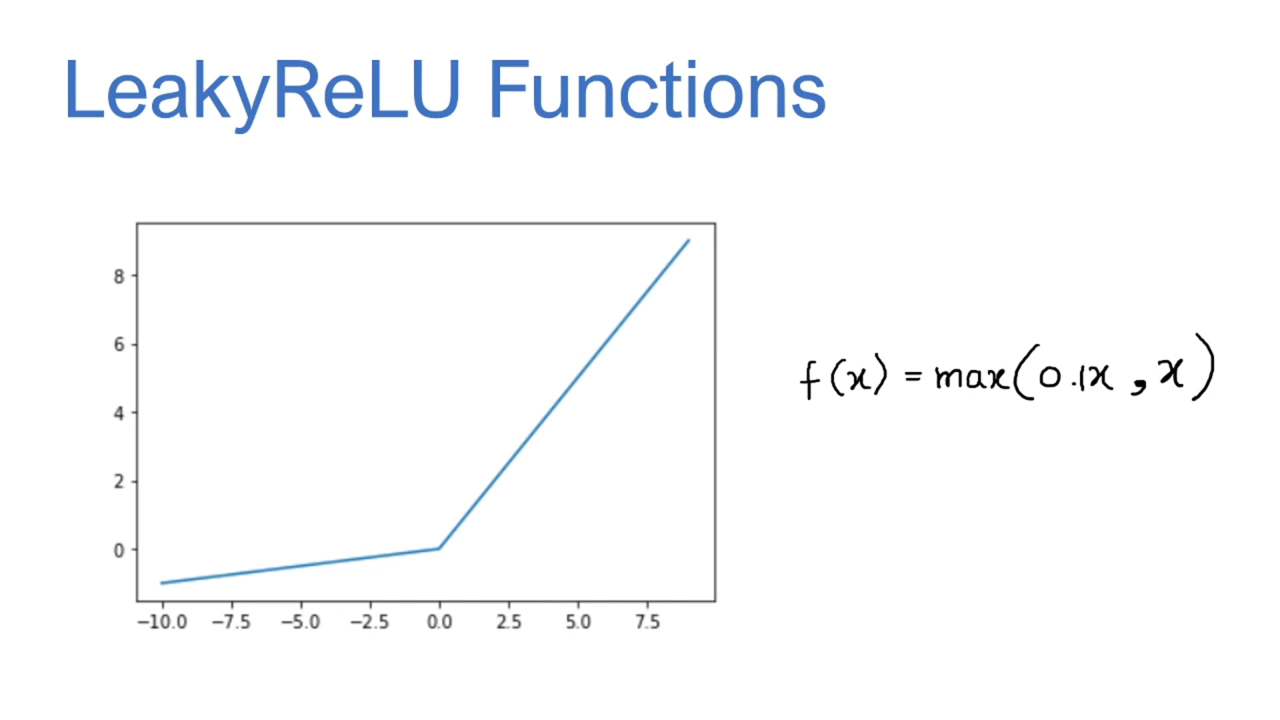 LeakyReLU Functions
8
6
f(x) = max(0.1x , x)
4
2
0
−10.0 −7.5 −5.0 −2.5 0.0 2.5 5.0 7.5